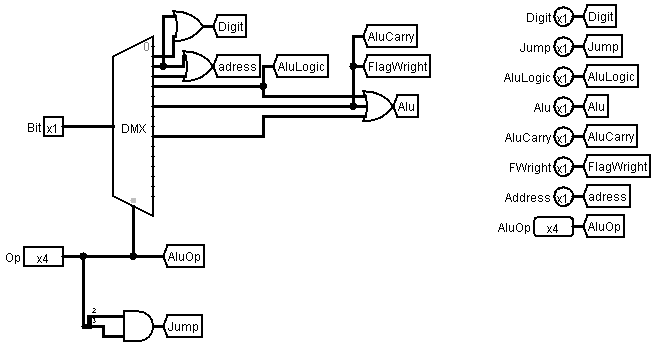 Digit
Digit x1 Digit
AluCarry
Jump x1 Jump
0
adress
AluLogic
FlagWright
AluLogic x1 AluLogic
Alu
Alu x1 Alu
Bit x1
DMX
AluCarry x1 AluCarry
FWright x1 FlagWright
Address x1 adress
AluOp x4 AluOp
Op x4
AluOp
2
3
Jump